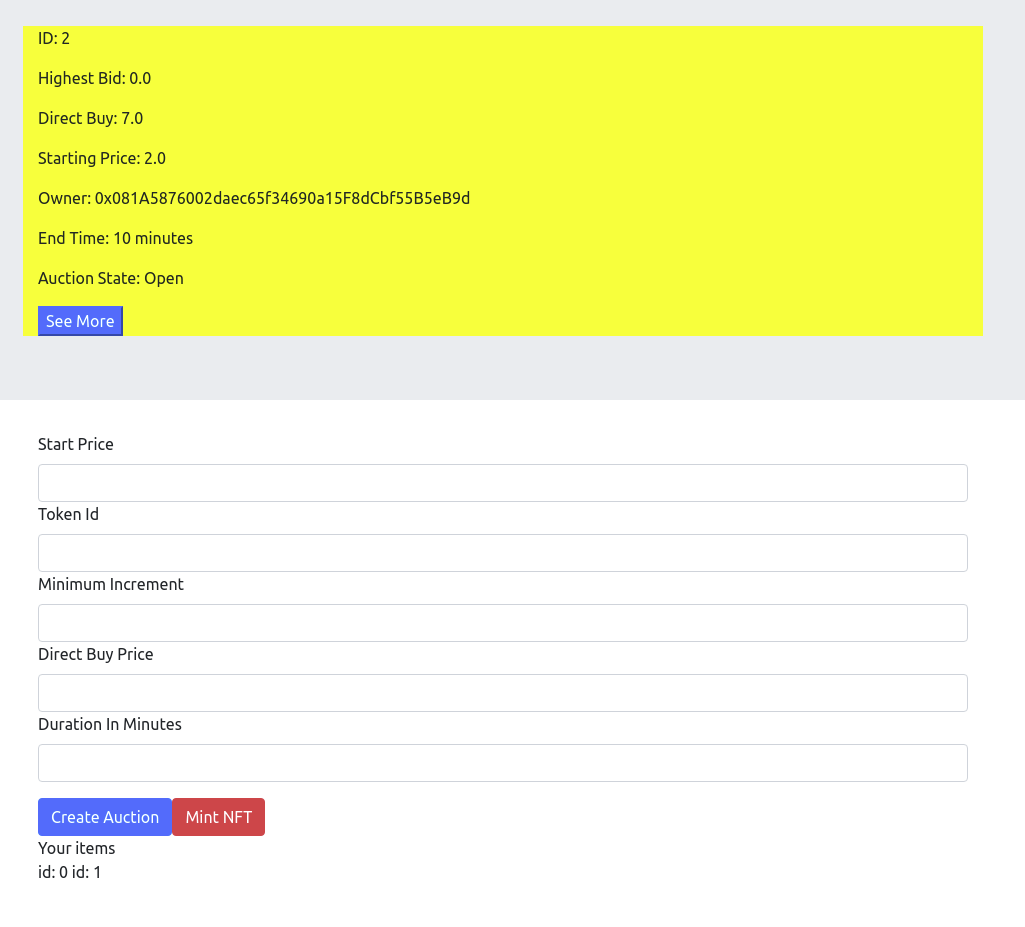 ID: 2
Highest Bid: 0.0
Direct Buy: 7.0
Starting Price: 2.0
Owner: 0x081A5876002daec65f34690a15F8dCbf55B5eB9d
End Time: 10 minutes
Auction State: Open
See More
Start Price
Token Id
Minimum Increment
Direct Buy Price
Duration In Minutes
Create Auction Mint NFT
Your items
id: 0 id: 1